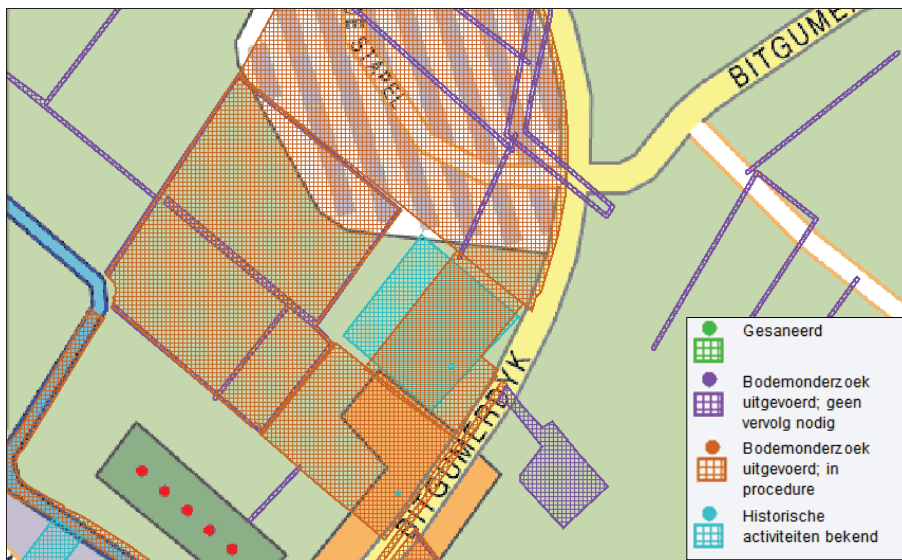 E STAPEL
BITGUMER
BITGUMERDYK
Gesaneerd
Bodemonderzoek
uitgevoerd; geen
vervolg nodig
Bodemonderzoek
uitgevoerd; in
procedure
Historische
activiteiten bekend